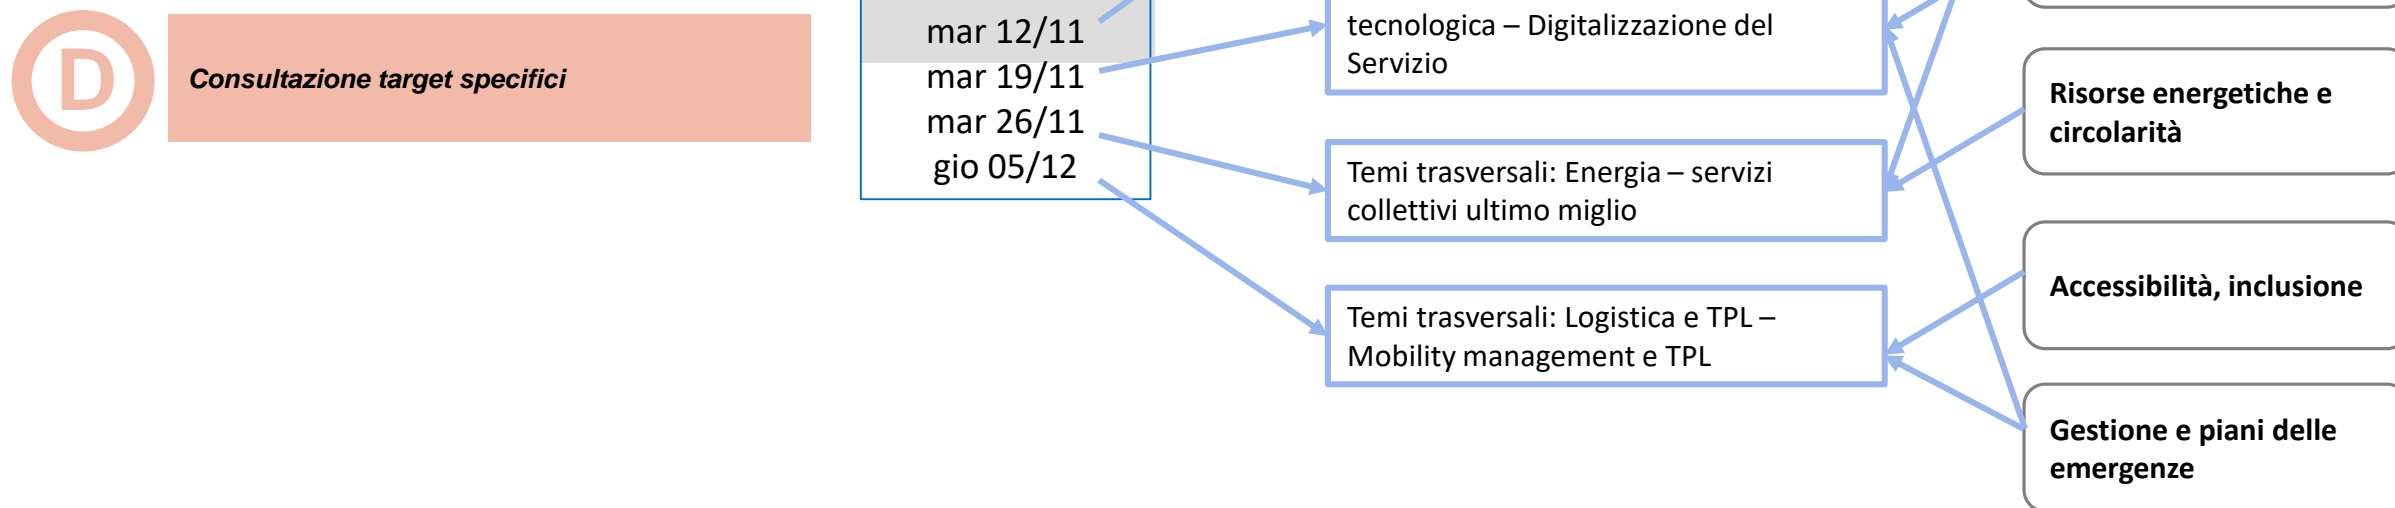 D
Consultazione target specifici
mar 12/11
mar 19/11
mar 26/11
gio 05/12
tecnologica – Digitalizzazione del
Servizio
Temi trasversali: Energia – servizi
collettivi ultimo miglio
Temi trasversali: Logistica e TPL –
Mobility management e TPL
Risorse energetiche e
circolarità
Accessibilità, inclusione
Gestione e piani delle
emergenze